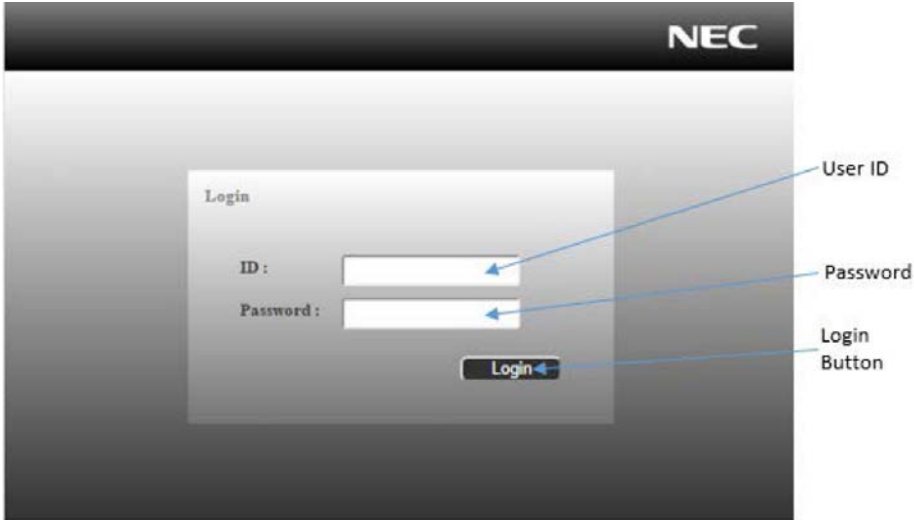 NEC
User ID
Login
ID :
Password :
Password
Login
Button
Login